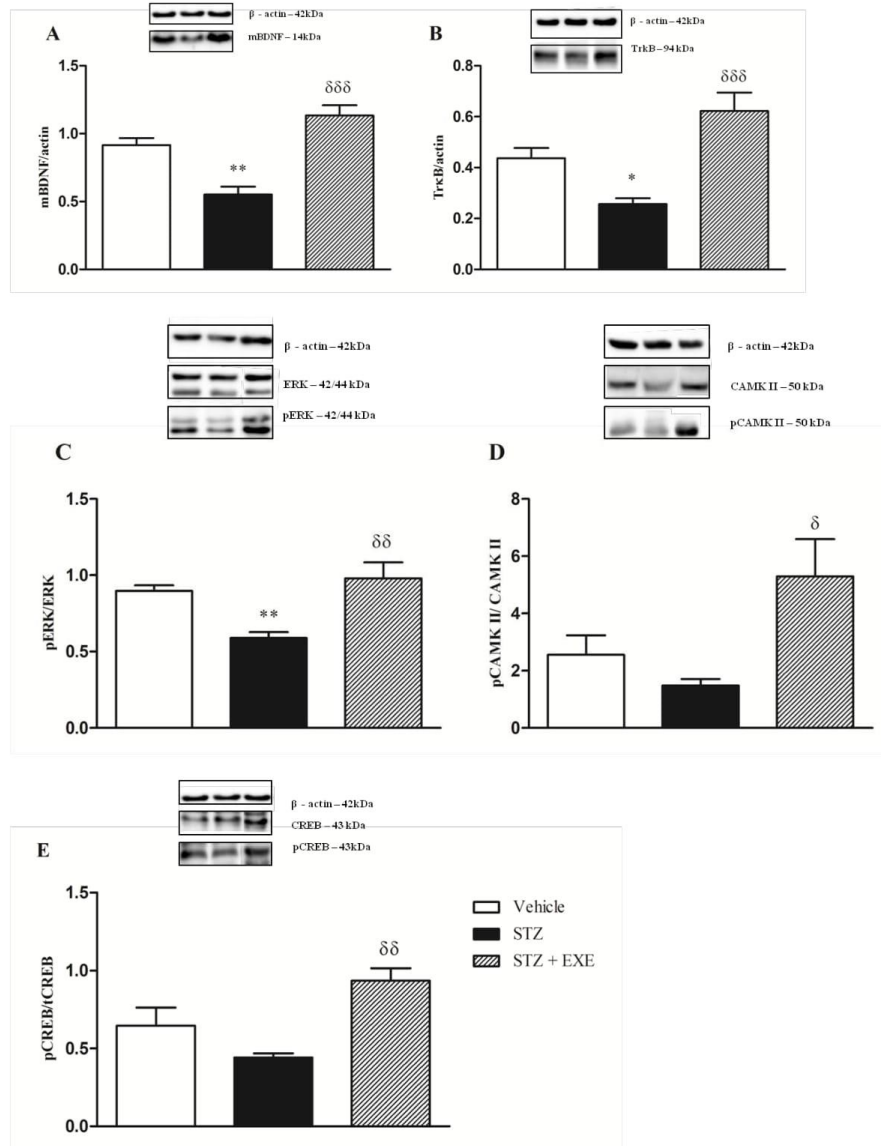 β - actin – 42kDa
mBDNF – 14kDa
A
1.5
1.0
0.5
0.0
mBDNF/actin
**
δδδ
β - actin – 42kDa
TrkB – 94 kDa
B
0.8
0.6
0.4
0.2
0.0
TrκB/actin
*
δδδ
β - actin – 42kDa
ERK – 42/44 kDa
pERK – 42/44 kDa
C
1.5
1.0
0.5
0.0
pERK/ERK
**
δδ
β - actin – 42kDa
CAMK II – 50 kDa
pCAMK II – 50 kDa
D
8
6
4
2
0
pCAMK II/ CAMK II
δ
β - actin – 42kDa
CREB – 43 kDa
pCREB – 43kDa
E
1.5
1.0
0.5
0.0
pCREB/tCREB
δδ
Vehicle
STZ
STZ + EXE